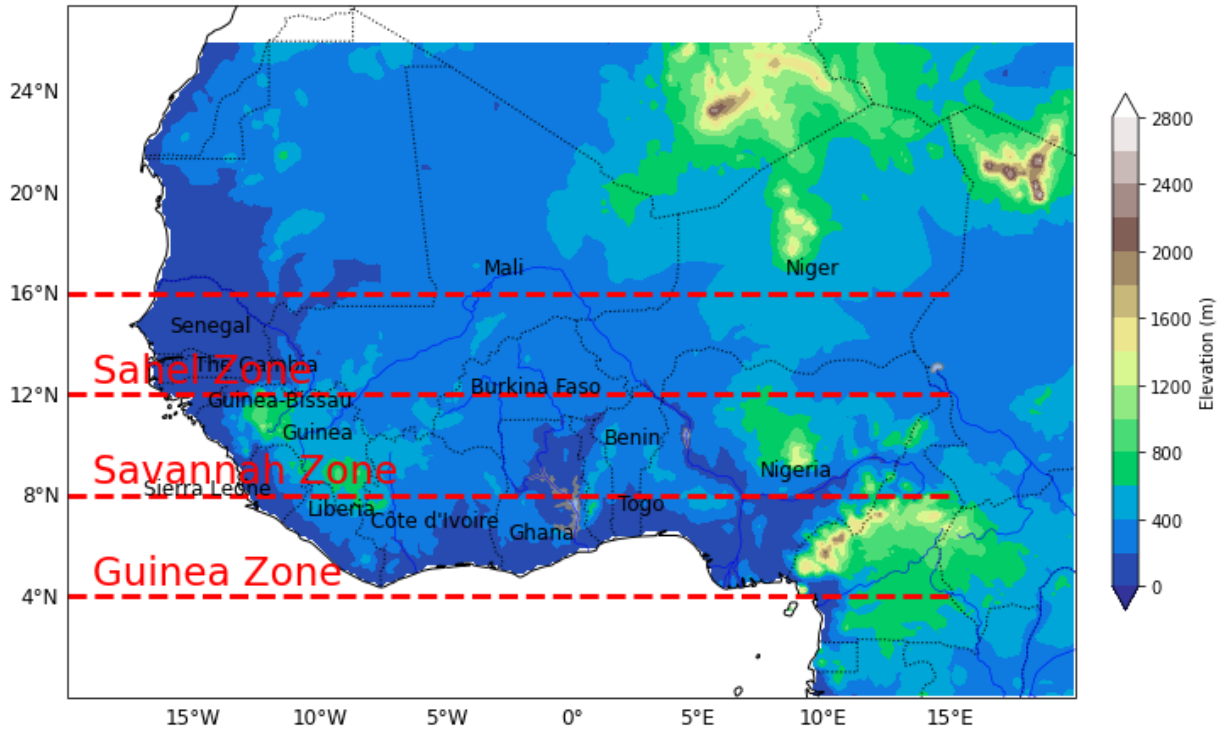 24°N
20°N
16°N
12°N
8°N
4°N
Mali
Niger
Senegal
The Gambia
Sahel Zone
Burkina Faso
Guinea-Bissau
Guinea
Benin
Savannah Zone
Nigeria
Sierra Leone
Liberia
Togo
Côte d'Ivoire
Ghana
Guinea Zone
15°W 10°W 5°W 0° 5°E 10°E 15°E
2800
2400
2000
1600
1200
800
400
0
Elevation (m)